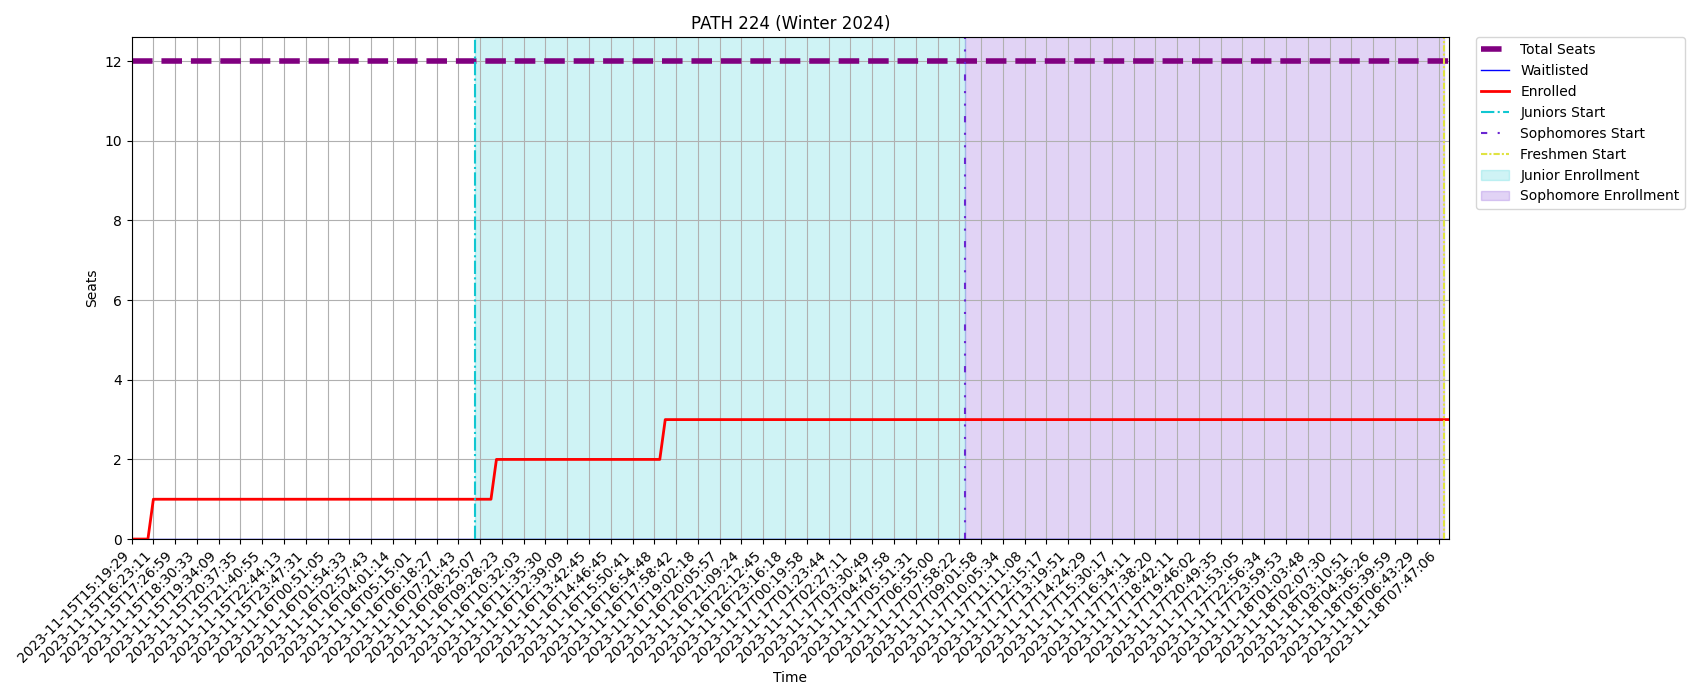 PATH 224 (Winter 2024)
Total Seats
Waitlisted
Enrolled
Juniors Start
Sophomores Start
Freshmen Start
Junior Enrollment
Sophomore Enrollment
Seats
12
10
8
6
4
2
0
2023-11-15T15:19:29
2023-11-15T16:23:11
2023-11-15T17:26:59
2023-11-15T18:30:33
2023-11-15T19:34:09
2023-11-15T20:37:35
2023-11-15T21:40:55
2023-11-15T22:44:13
2023-11-15T23:47:31
2023-11-16T00:51:05
2023-11-16T01:54:33
2023-11-16T02:57:43
2023-11-16T04:01:14
2023-11-16T05:15:01
2023-11-16T06:18:27
2023-11-16T07:21:43
2023-11-16T08:25:07
2023-11-16T09:28:23
2023-11-16T10:32:03
2023-11-16T11:35:30
2023-11-16T12:39:09
2023-11-16T13:42:45
2023-11-16T14:46:45
2023-11-16T15:50:41
2023-11-16T16:54:48
2023-11-16T17:58:42
2023-11-16T19:02:18
2023-11-16T20:05:57
2023-11-16T21:09:24
2023-11-16T22:12:45
2023-11-16T23:16:18
2023-11-17T00:19:58
2023-11-17T01:23:44
2023-11-17T02:27:11
2023-11-17T03:30:49
2023-11-17T04:47:58
2023-11-17T05:51:31
2023-11-17T06:55:00
2023-11-17T07:58:22
2023-11-17T09:01:58
2023-11-17T10:05:34
2023-11-17T11:11:08
2023-11-17T12:15:17
2023-11-17T13:19:51
2023-11-17T14:24:29
2023-11-17T15:30:17
2023-11-17T16:34:11
2023-11-17T17:38:20
2023-11-17T18:42:11
2023-11-17T19:46:02
2023-11-17T20:49:35
2023-11-17T21:53:05
2023-11-17T22:56:34
2023-11-17T23:59:53
2023-11-18T01:03:48
2023-11-18T02:07:30
2023-11-18T03:10:51
2023-11-18T04:36:26
2023-11-18T05:39:59
2023-11-18T06:43:29
2023-11-18T07:47:06
Time